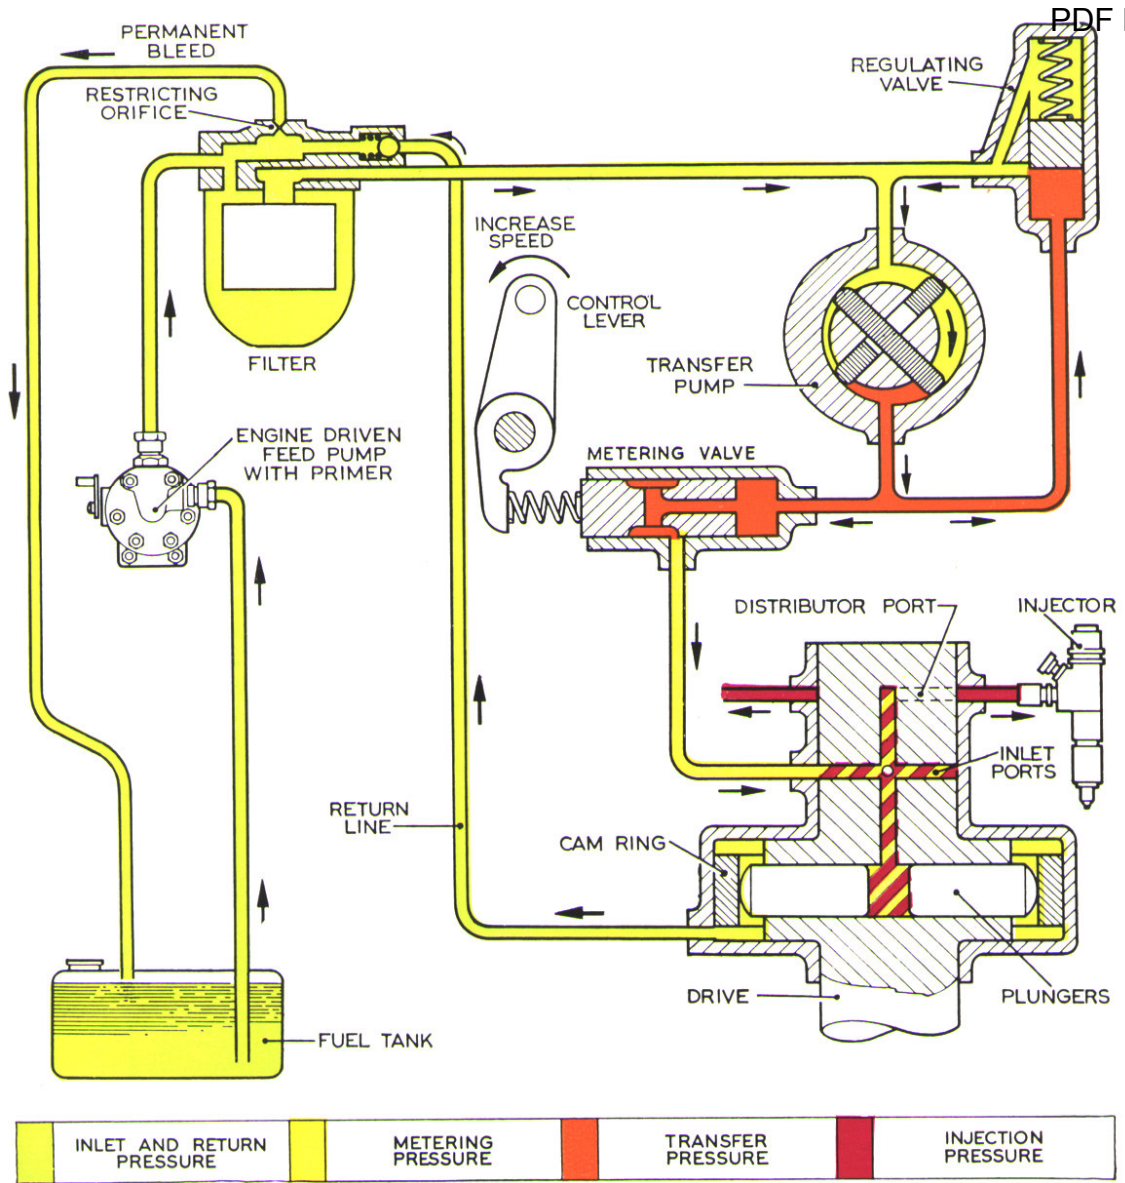 PDF
PERMANENT
BLEED
RESTRICTING
ORIFICE
REGULATING
VALVE
INCREASE
SPEED
CONTROL
LEVER
FILTER
TRANSFER
PUMP
ENGINE DRIVEN
FEED PUMP
WITH PRIMER
METERING VALVE
DISTRIBUTOR PORT
INJECTOR
INLET
PORTS
RETURN
LINE
CAM RING
DRIVE
PLUNGERS
FUEL TANK
INLET AND RETURN
PRESSURE
METERING
PRESSURE
TRANSFER
PRESSURE
INJECTION
PRESSURE